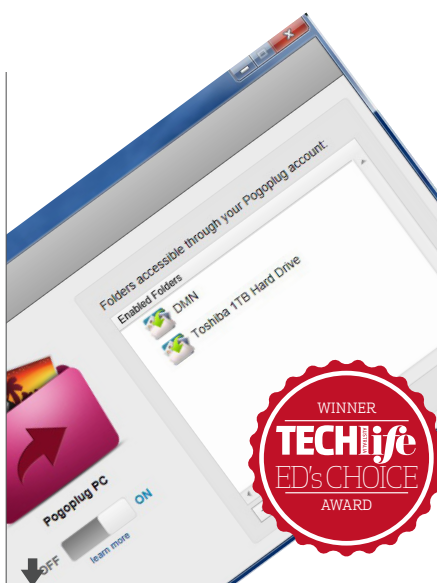 Folders accessible through your Pogoplug account:
Enabled Folders
DMN
Toshiba 1TB Hard Drive
Pogoplug PC
OFF
ON
learn more
WINNER
TECHlife
ED's CHOICE
AWARD